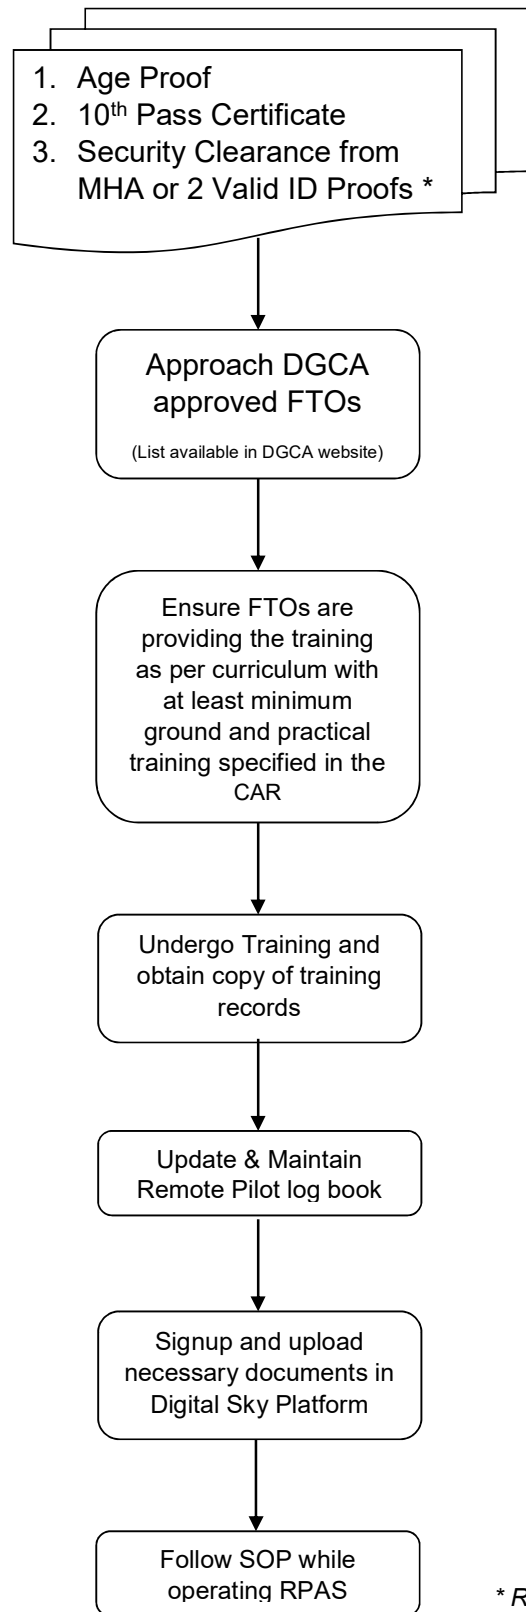 1. Age Proof
2. 10th Pass Certificate
3. Security Clearance from
MHA or 2 Valid ID Proofs *
Approach DGCA
approved FTOs
(List available in DGCA website)
Ensure FTOs are
providing the training
as per curriculum with
at least minimum
ground and practical
training specified in the
CAR
Undergo Training and
obtain copy of training
records
Update & Maintain
Remote Pilot log book
Signup and upload
necessary documents in
Digital Sky Platform
Follow SOP while
operating RPAS
* R